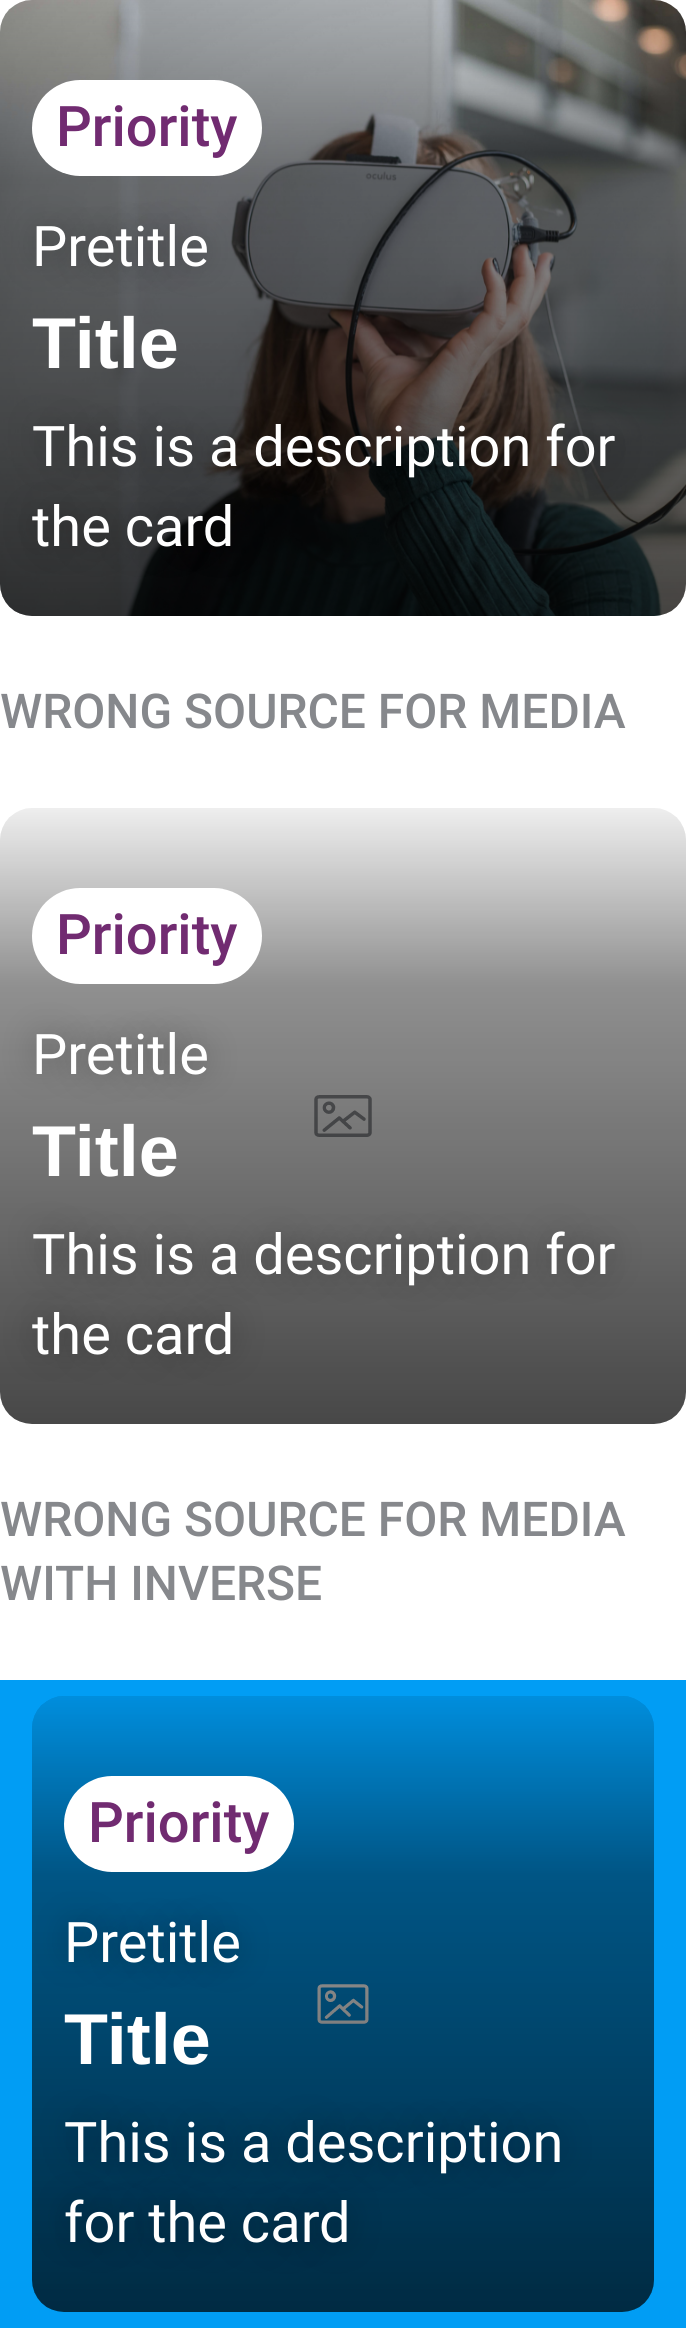 Priority
oculus
Pretitle
Title
This is a description for
the card
WRONG SOURCE FOR MEDIA
Priority
Pretitle
Title
This is a description for
the card
WRONG SOURCE FOR MEDIA
WITH INVERSE
Priority
Pretitle
Title
This is a description
for the card